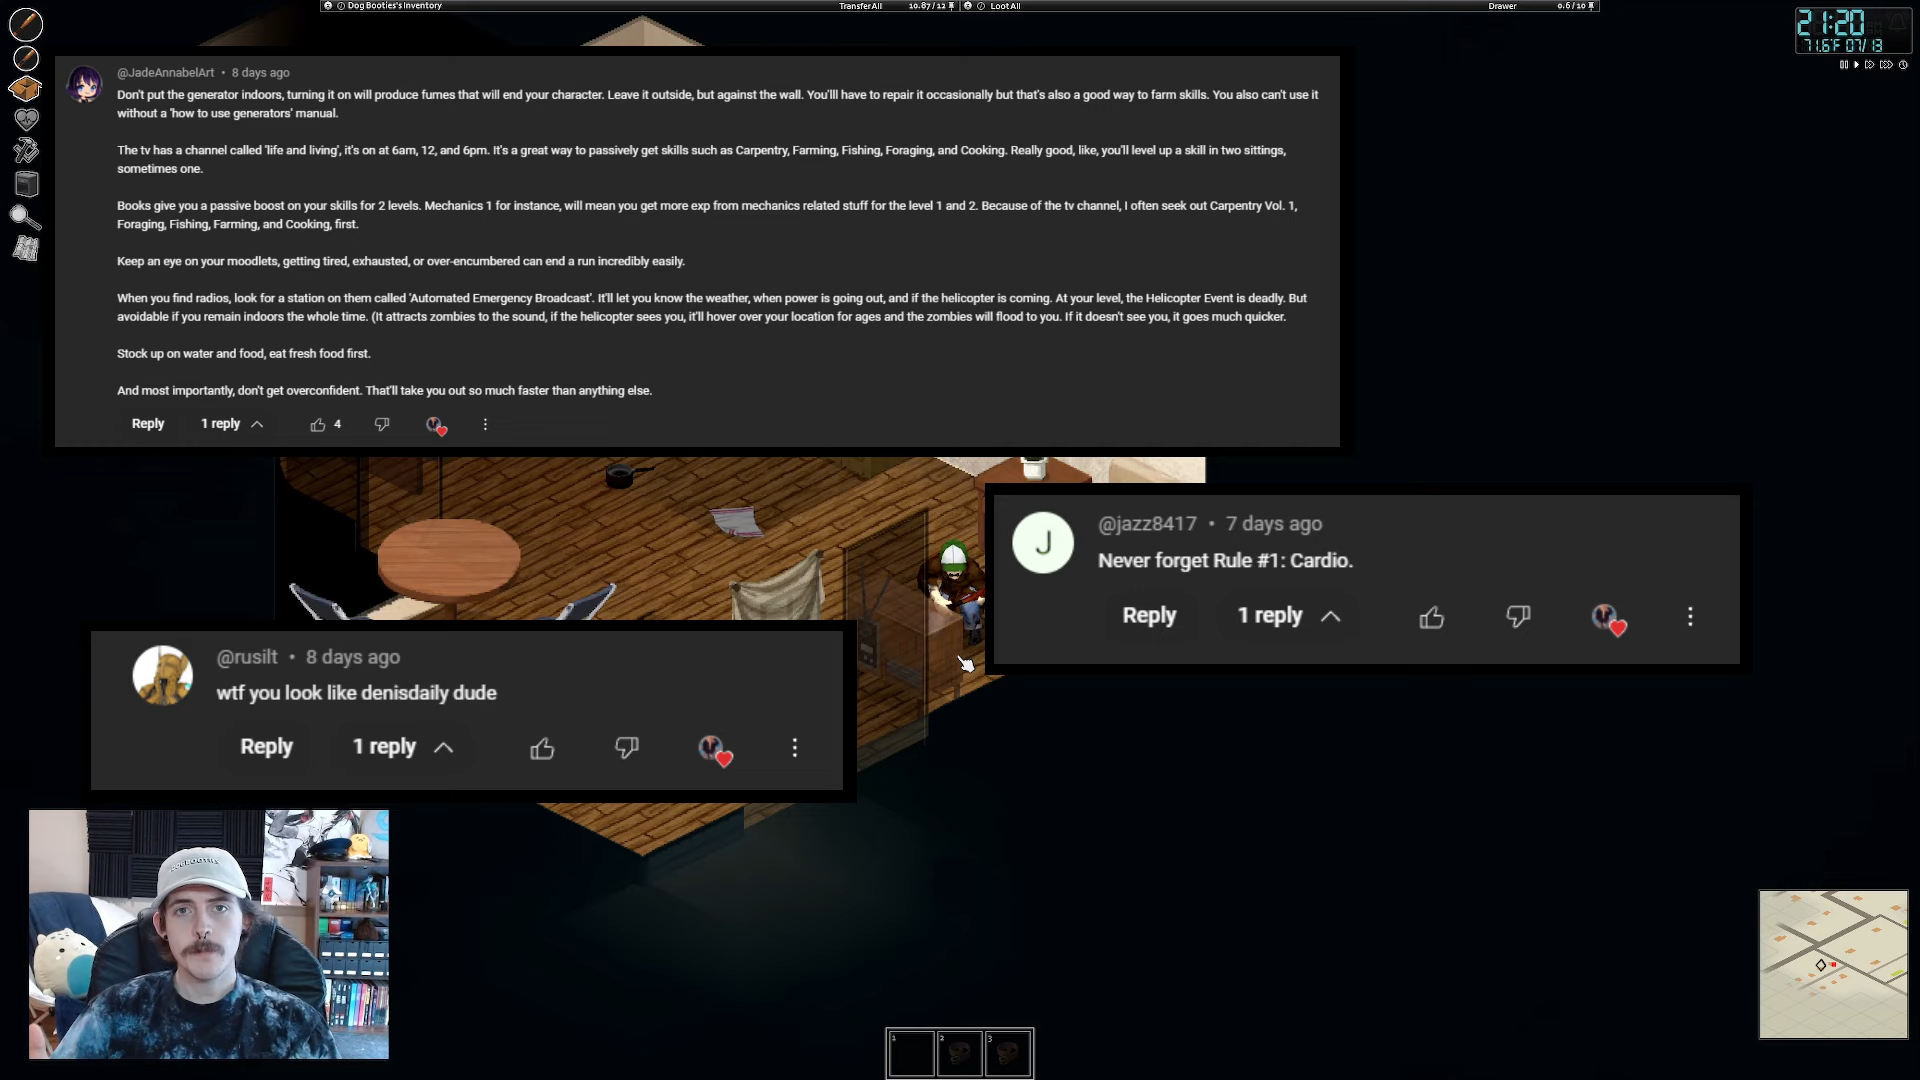 Dog Booties's Inventory
Transfer All
10.87 / 12
Loot All
Drawer
0.6 / 10
21:20
71.6°F 07/13
@JadeAnnabelArt • 8 days ago
Don't put the generator indoors, turning it on will produce fumes that will end your character. Leave it outside, but against the wall. You'lll have to repair it occasionally but that's also a good way to farm skills. You also can't use it
without a 'how to use generators' manual.
The tv has a channel called 'life and living', it's on at 6am, 12, and 6pm. It's a great way to passively get skills such as Carpentry, Farming, Fishing, Foraging, and Cooking. Really good, like, you'll level up a skill in two sittings,
sometimes one.
Books give you a passive boost on your skills for 2 levels. Mechanics 1 for instance, will mean you get more exp from mechanics related stuff for the level 1 and 2. Because of the tv channel, I often seek out Carpentry Vol. 1,
Foraging, Fishing, Farming, and Cooking, first.
Keep an eye on your moodlets, getting tired, exhausted, or over-encumbered can end a run incredibly easily.
When you find radios, look for a station on them called 'Automated Emergency Broadcast'. It'll let you know the weather, when power is going out, and if the helicopter is coming. At your level, the Helicopter Event is deadly. But
avoidable if you remain indoors the whole time. (It attracts zombies to the sound, if the helicopter sees you, it'll hover over your location for ages and the zombies will flood to you. If it doesn't see you, it goes much quicker.
Stock up on water and food, eat fresh food first.
And most importantly, don't get overconfident. That'll take you out so much faster than anything else.
Reply
1 reply
4
J
@jazz8417 • 7 days ago
Never forget Rule #1: Cardio.
Reply
1 reply
@rusilt • 8 days ago
wtf you look like denisdaily dude
Reply
1 reply
1
2
3